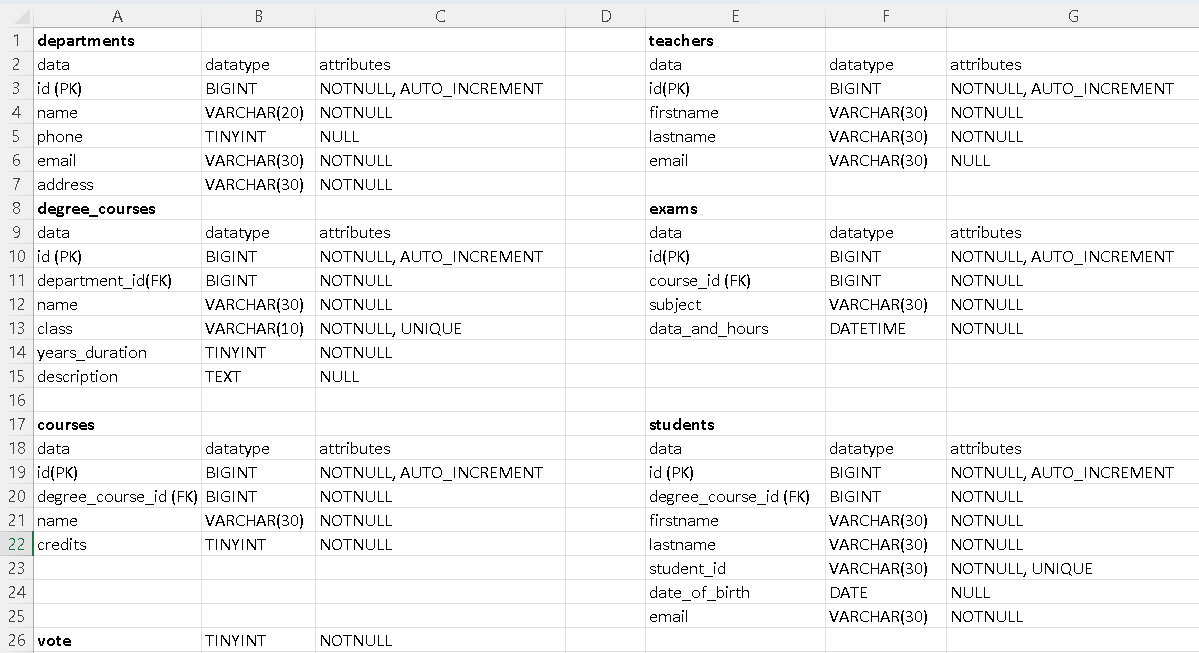 A B C D E F G
1 departments teachers
2 data datatype attributes data datatype attributes
3 id (PK) BIGINT NOTNULL, AUTO_INCREMENT id(PK) BIGINT NOTNULL, AUTO_INCREMENT
4 name VARCHAR(20) NOTNULL firstname VARCHAR(30) NOTNULL
5 phone TINYINT NULL lastname VARCHAR(30) NOTNULL
6 email VARCHAR(30) NOTNULL email VARCHAR(30) NULL
7 address VARCHAR(30) NOTNULL
8 degree_courses exams
9 data datatype attributes data datatype attributes
10 id (PK) BIGINT NOTNULL, AUTO_INCREMENT id(PK) BIGINT NOTNULL, AUTO_INCREMENT
11 department_id(FK) BIGINT NOTNULL course_id (FK) BIGINT NOTNULL
12 name VARCHAR(30) NOTNULL subject VARCHAR(30) NOTNULL
13 class VARCHAR(10) NOTNULL, UNIQUE data_and_hours DATETIME NOTNULL
14 years_duration TINYINT NOTNULL
15 description TEXT NULL
16
17 courses students
18 data datatype attributes data datatype attributes
19 id(PK) BIGINT NOTNULL, AUTO_INCREMENT id (PK) BIGINT NOTNULL, AUTO_INCREMENT
20 degree_course_id (FK) BIGINT NOTNULL degree_course_id (FK) BIGINT NOTNULL
21 name VARCHAR(30) NOTNULL firstname VARCHAR(30) NOTNULL
22 credits TINYINT NOTNULL lastname VARCHAR(30) NOTNULL
23 student_id VARCHAR(30) NOTNULL, UNIQUE
24 date_of_birth DATE NULL
25 email VARCHAR(30) NOTNULL
26 vote TINYINT NOTNULL